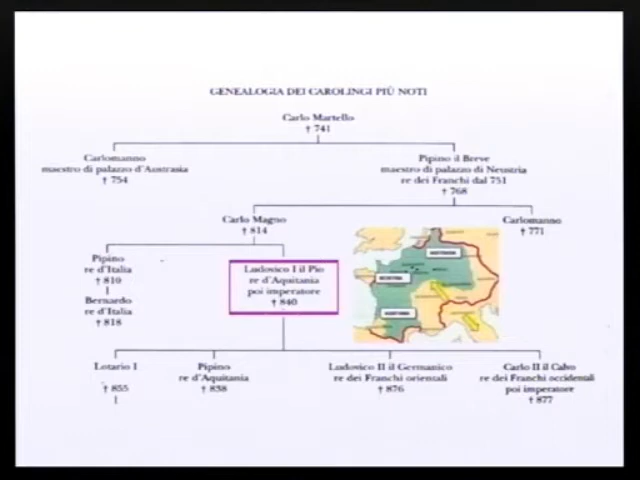 GENEALOGIA DEI CAROLINGI PIÙ NOTI
Carlo Martello
† 741
Carlomanno
maestro di palazzo d'Austrasia
† 754
Pipino il Breve
maestro di palazzo di Neustria
re dei Franchi dal 751
† 768
Carlo Magno
† 814
Carlomanno
† 771
Pipino
re d'Italia
† 810
Bernardo
re d'Italia
† 818
Ludovico I il Pio
re d'Aquitania
poi imperatore
† 840
Lotario I
† 855
Pipino
re d'Aquitania
† 838
Ludovico II il Germanico
re dei Franchi orientali
† 876
Carlo II il Calvo
re dei Franchi occidentali
poi imperatore
† 877